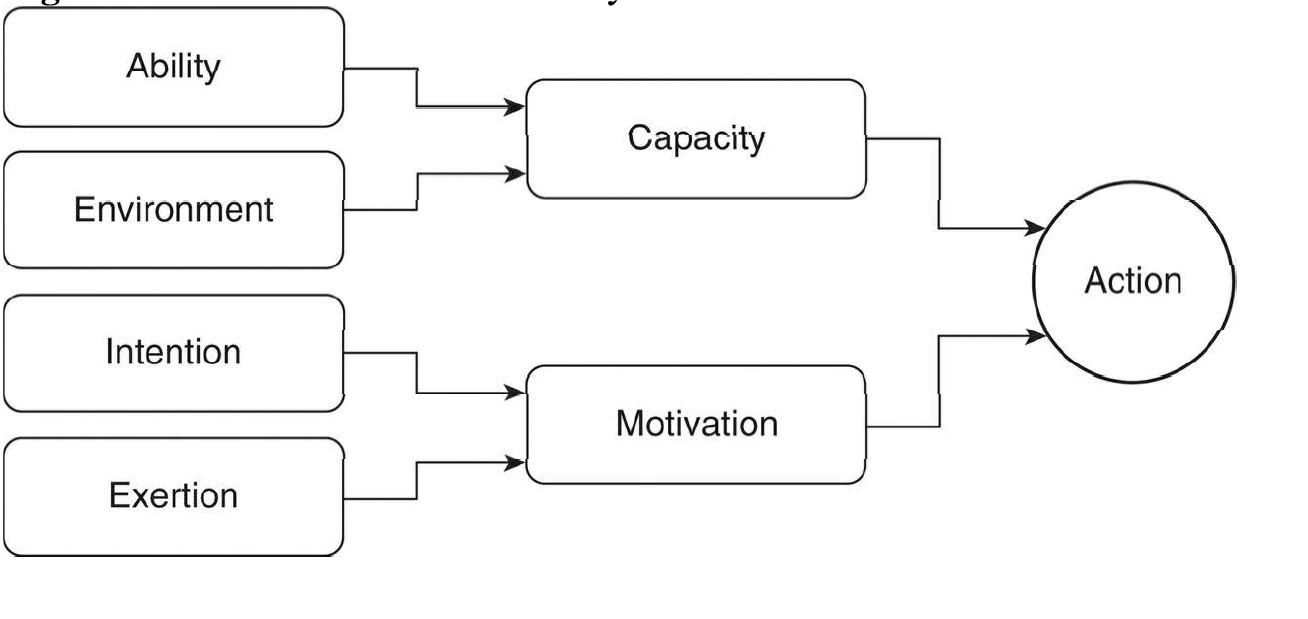 Ability
Environment
Intention
Exertion
Capacity
Motivation
Action